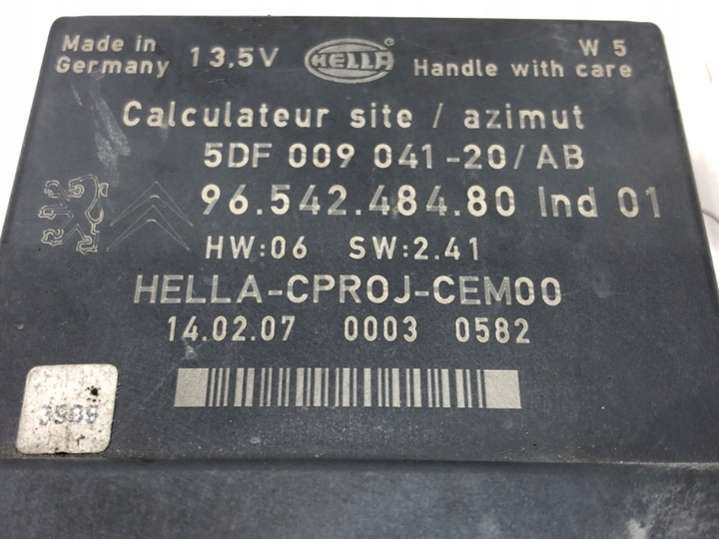 Made in Germany 13,5V HELLA W 5
Handle with care
Calculateur site / azimut
5DF 009 041-20/AB
96.542.484.80 Ind 01
HW:06 SW:2.41
HELLA-CPROJ-CEM00
14.02.07 0003 0582